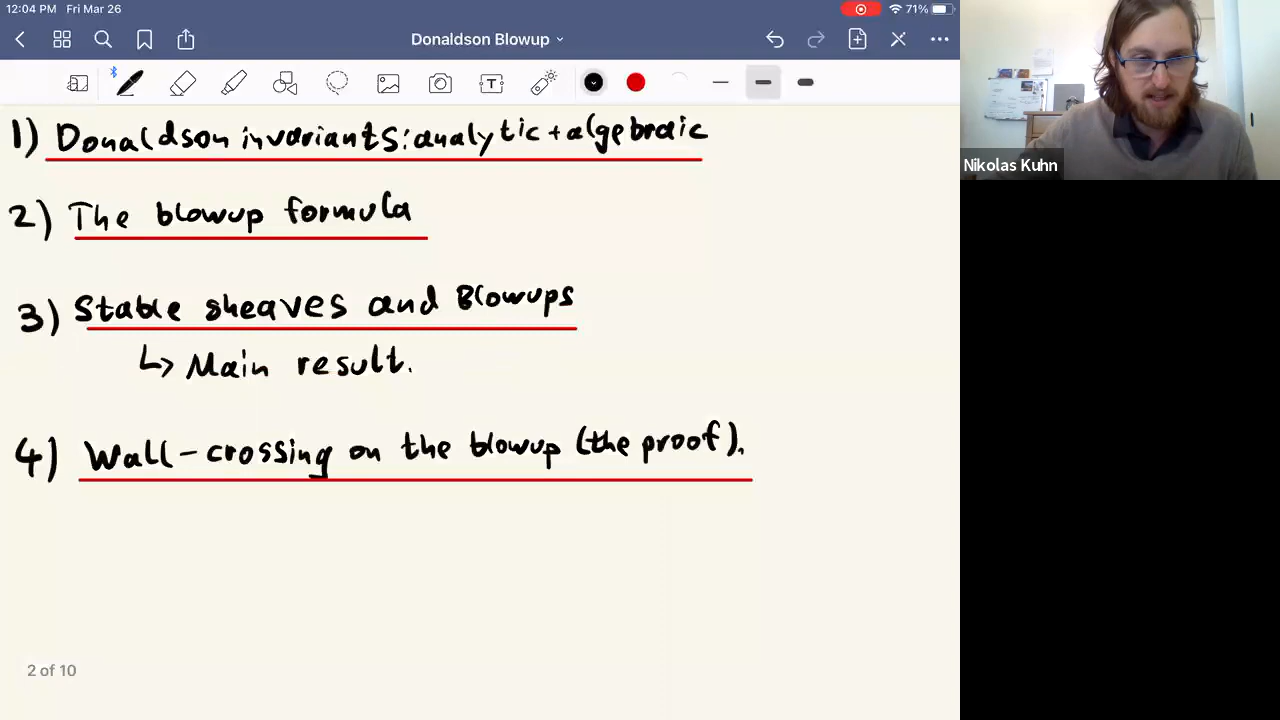 12:04 PM Fri Mar 26
71%
Donaldson Blowup
T
1) Donaldson invariants: analytic + algebraic
2) The blowup formula
3) Stable sheaves and Blowups
↳ Main result.
4) Wall-crossing on the blowup (the proof).
2 of 10
Nikolas Kuhn